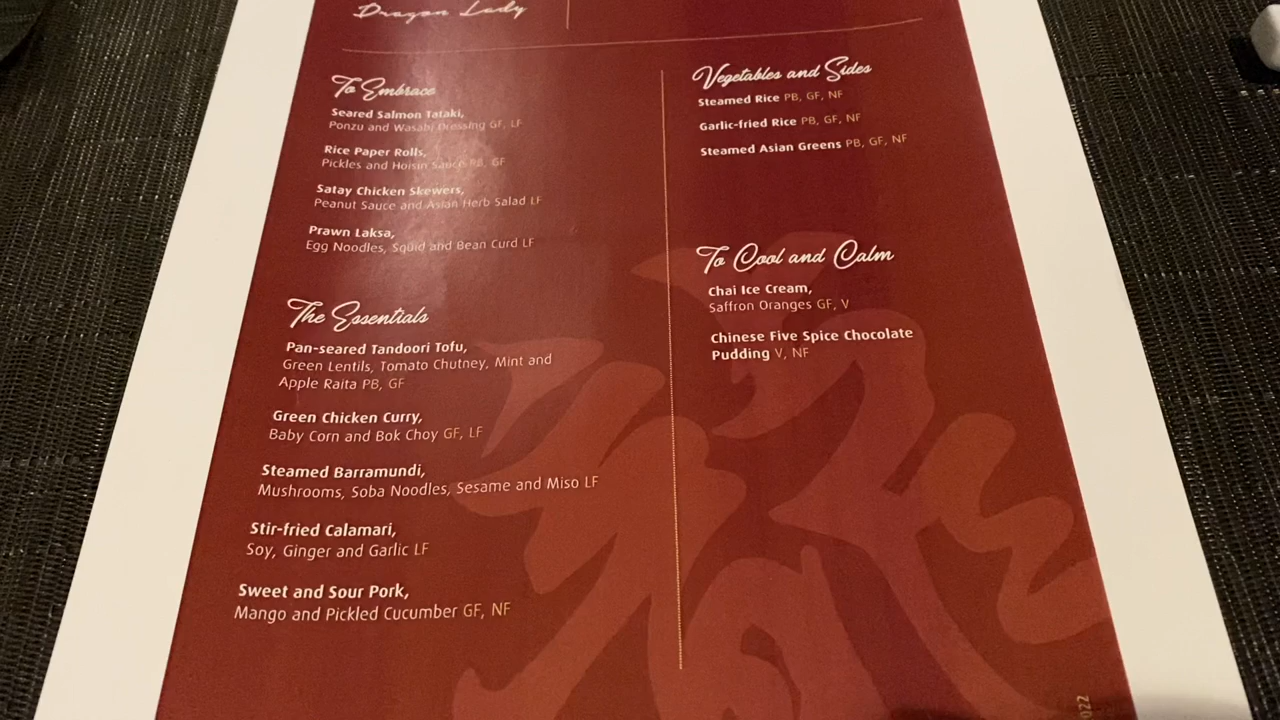 Dragon Lady
To Embrace
Seared Salmon Tataki,
Ponzu and Wasabi Dressing GF, LF
Rice Paper Rolls,
Pickles and Hoisin Sauce PB, GF
Satay Chicken Skewers,
Peanut Sauce and Asian Herb Salad LF
Prawn Laksa,
Egg Noodles, Squid and Bean Curd LF
The Essentials
Pan-seared Tandoori Tofu,
Green Lentils, Tomato Chutney, Mint and
Apple Raita PB, GF
Green Chicken Curry,
Baby Corn and Bok Choy GF, LF
Steamed Barramundi,
Mushrooms, Soba Noodles, Sesame and Miso LF
Stir-fried Calamari,
Soy, Ginger and Garlic LF
Sweet and Sour Pork,
Mango and Pickled Cucumber GF, NF
Vegetables and Sides
Steamed Rice PB, GF, NF
Garlic-fried Rice PB, GF, NF
Steamed Asian Greens PB, GF, NF
To Cool and Calm
Chai Ice Cream,
Saffron Oranges GF, V
Chinese Five Spice Chocolate
Pudding V, NF